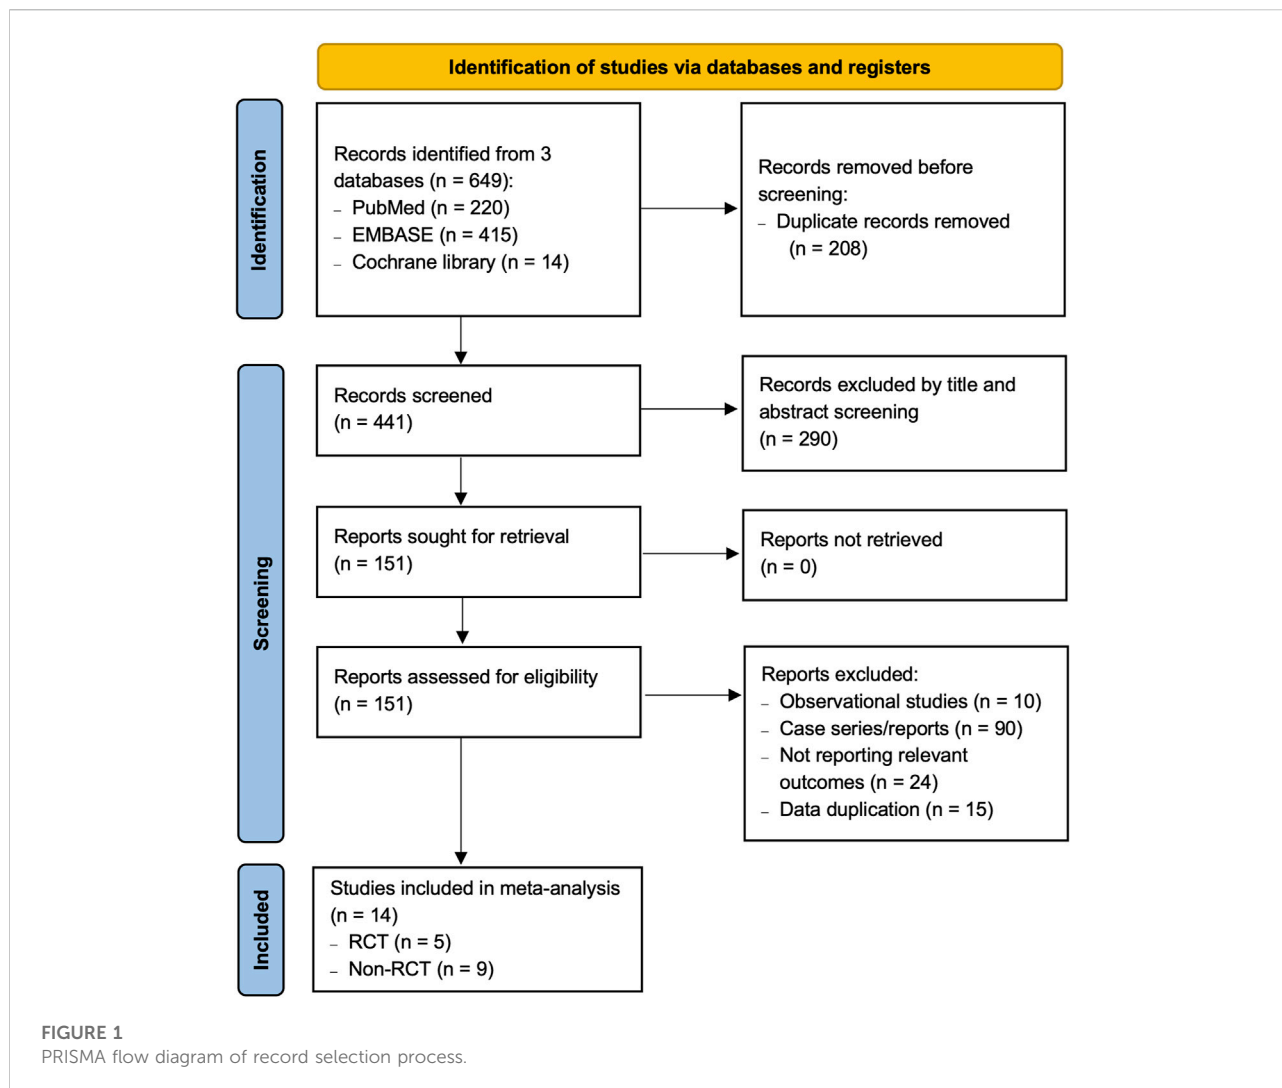 Identification of studies via databases and registers
Identification
Records identified from 3
databases (n = 649):
– PubMed (n = 220)
– EMBASE (n = 415)
– Cochrane library (n = 14)
Records removed before
screening:
– Duplicate records removed
(n = 208)
Screening
Records screened
(n = 441)
Records excluded by title and
abstract screening
(n = 290)
Reports sought for retrieval
(n = 151)
Reports not retrieved
(n = 0)
Reports assessed for eligibility
(n = 151)
Reports excluded:
– Observational studies (n = 10)
– Case series/reports (n = 90)
– Not reporting relevant
outcomes (n = 24)
– Data duplication (n = 15)
Included
Studies included in meta-analysis
(n = 14)
– RCT (n = 5)
– Non-RCT (n = 9)
FIGURE 1
PRISMA flow diagram of record selection process.